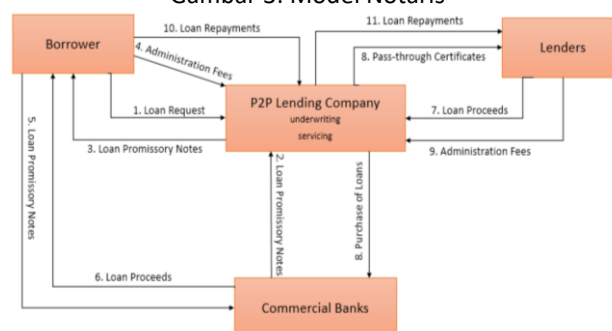 Gambar 3. Model Notaris
11. Loan Repayments
10. Loan Repayments
Borrower
4. Administration Fees
8. Pass-through Certificates
Lenders
P2P Lending Company
underwriting
servicing
1. Loan Request
7. Loan Proceeds
3. Loan Promissory Notes
9. Administration Fees
5. Loan Promissory Notes
2. Loan Promissory Notes
8. Purchase of Loans
6. Loan Proceeds
Commercial Banks